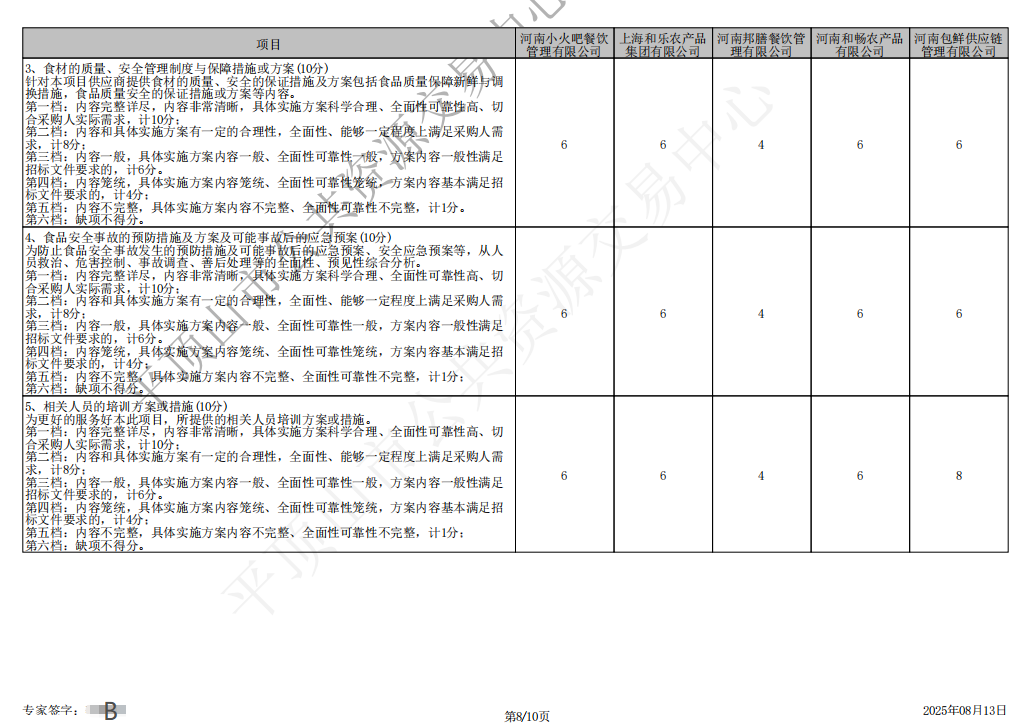 项目
河南小火吧餐饮管理有限公司
上海和乐农产品集团有限公司
河南邦膳餐饮管理有限公司
河南和畅农产品有限公司
河南包鲜供应链管理有限公司
3、食材的质量、安全管理制度与保障措施或方案(10分)
针对本项目供应商提供食材的质量、安全的保证措施及方案包括食品质量保障新鲜与调
换措施，食品质量安全的保证措施或方案等内容。
第一档：内容完整详尽，内容非常清晰，具体实施方案科学合理、全面性可靠性高、切
合采购人实际需求，计10分；
第二档：内容和具体实施方案有一定的合理性，全面性、能够一定程度上满足采购人需
求，计8分；
第三档：内容一般，具体实施方案内容一般、全面性可靠性一般，方案内容一般性满足
招标文件要求的，计6分。
第四档：内容笼统，具体实施方案内容笼统、全面性可靠性笼统，方案内容基本满足招
标文件要求的，计4分；
第五档：内容不完整，具体实施方案内容不完整、全面性可靠性不完整，计1分。
第六档：缺项不得分。
6 6 4 6 6
4、食品安全事故的预防措施及方案及可能事故后的应急预案(10分)
为防止食品安全事故发生的预防措施及可能事故后的应急预案、安全应急预案等，从人
员救治、危害控制、事故调查、善后处理等的全面性、预见性综合分析。
第一档：内容完整详尽，内容非常清晰，具体实施方案科学合理、全面性可靠性高、切
合采购人实际需求，计10分；
第二档：内容和具体实施方案有一定的合理性，全面性、能够一定程度上满足采购人需
求，计8分；
第三档：内容一般，具体实施方案内容一般、全面性可靠性一般，方案内容一般性满足
招标文件要求的，计6分。
第四档：内容笼统，具体实施方案内容笼统、全面性可靠性笼统，方案内容基本满足招
标文件要求的，计4分；
第五档：内容不完整，具体实施方案内容不完整、全面性可靠性不完整，计1分；
第六档：缺项不得分。
6 6 4 6 6
5、相关人员的培训方案或措施(10分)
为更好的服务好本此项目，所提供的相关人员培训方案或措施。
第一档：内容完整详尽，内容非常清晰，具体实施方案科学合理、全面性可靠性高、切
合采购人实际需求，计10分；
第二档：内容和具体实施方案有一定的合理性，全面性、能够一定程度上满足采购人需
求，计8分；
第三档：内容一般，具体实施方案内容一般、全面性可靠性一般，方案内容一般性满足
招标文件要求的，计6分。
第四档：内容笼统，具体实施方案内容笼统、全面性可靠性笼统，方案内容基本满足招
标文件要求的，计4分；
第五档：内容不完整，具体实施方案内容不完整、全面性可靠性不完整，计1分；
第六档：缺项不得分。
6 6 4 6 8
平顶山市公共资源交易中心
平顶山市公共资源交易中心
专家签字： B
第8/10页
2025年08月13日